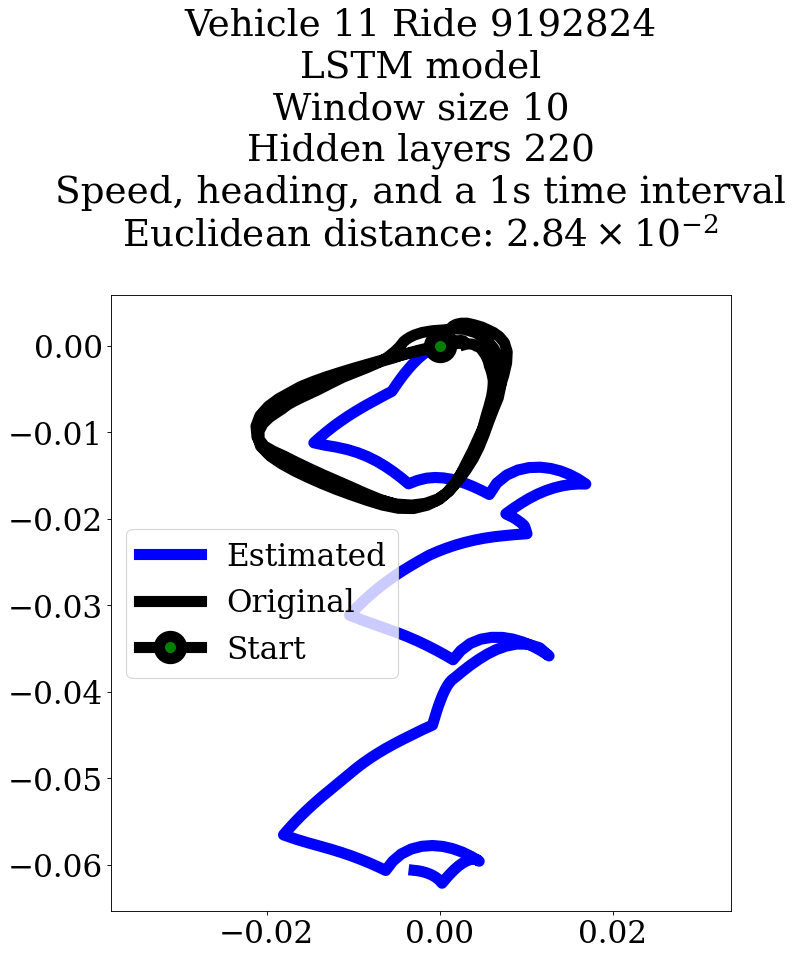 Vehicle 11 Ride 9192824
LSTM model
Window size 10
Hidden layers 220
Speed, heading, and a 1s time interval
Euclidean distance: 2.84 × 10⁻²
0.00
−0.01
−0.02
−0.03
−0.04
−0.05
−0.06
Estimated
Original
Start
−0.02
0.00
0.02